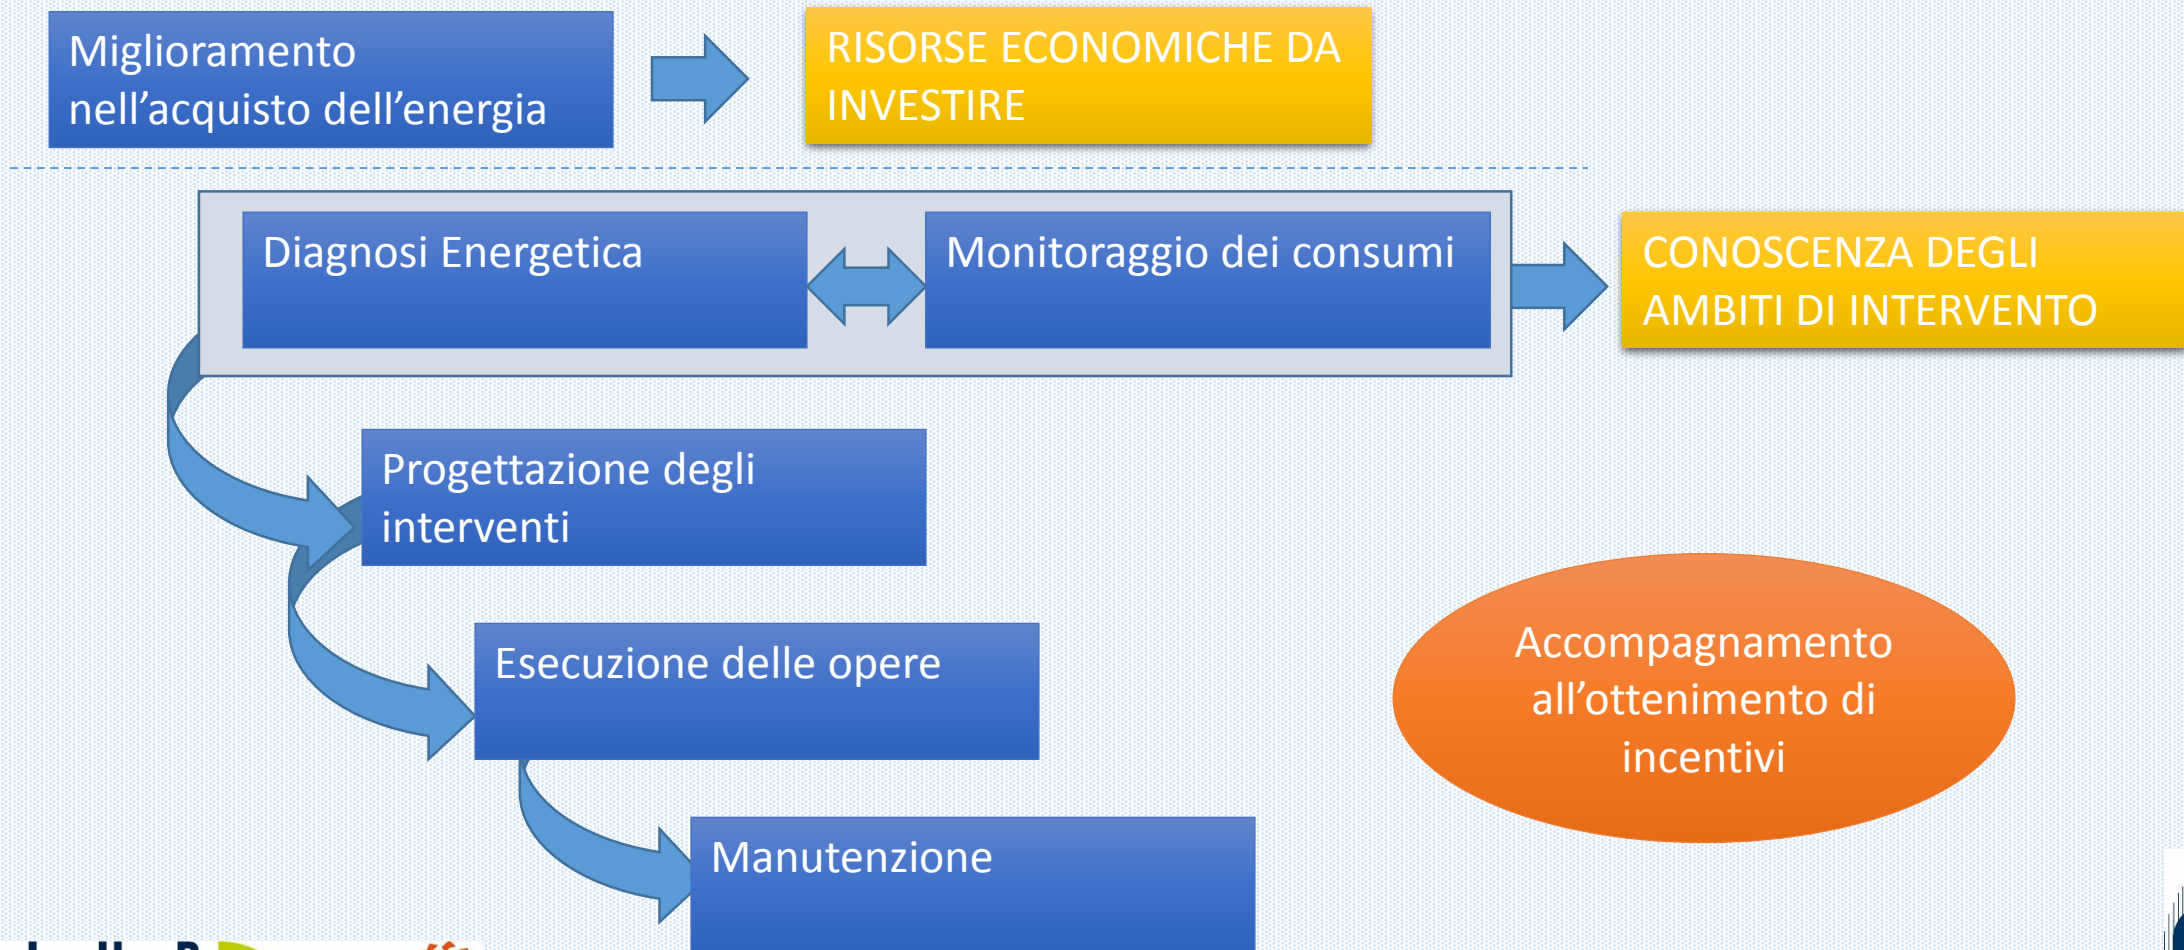 Miglioramento
nell’acquisto dell’energia
RISORSE ECONOMICHE DA
INVESTIRE
Diagnosi Energetica
Monitoraggio dei consumi
CONOSCENZA DEGLI
AMBITI DI INTERVENTO
Progettazione degli
interventi
Esecuzione delle opere
Accompagnamento
all’ottenimento di
incentivi
Manutenzione